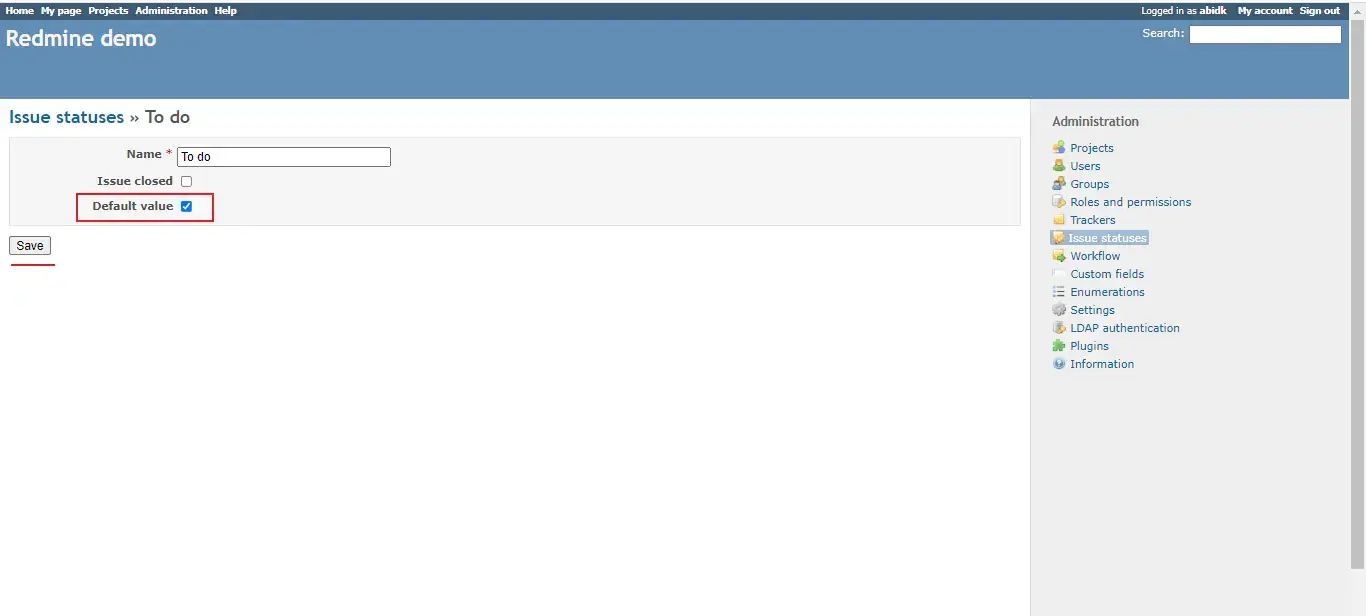 Home My page Projects Administration Help
Logged in as abidk My account Sign out
Redmine demo
Search:
Issue statuses » To do
Name * To do
Issue closed
Default value
Save
Administration
Projects
Users
Groups
Roles and permissions
Trackers
Issue statuses
Workflow
Custom fields
Enumerations
Settings
LDAP authentication
Plugins
Information